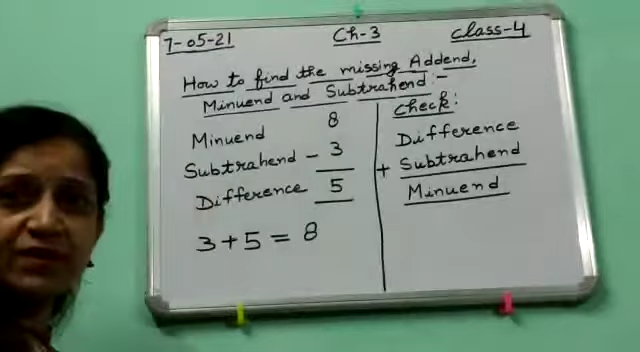 7-05-21 Ch-3 Class-4
How to find the missing Addend,
Minuend and Subtrahend :-
Minuend 8
Subtrahend - 3
Difference 5
3+5=8
Check:
Difference
+ Subtrahend
Minuend